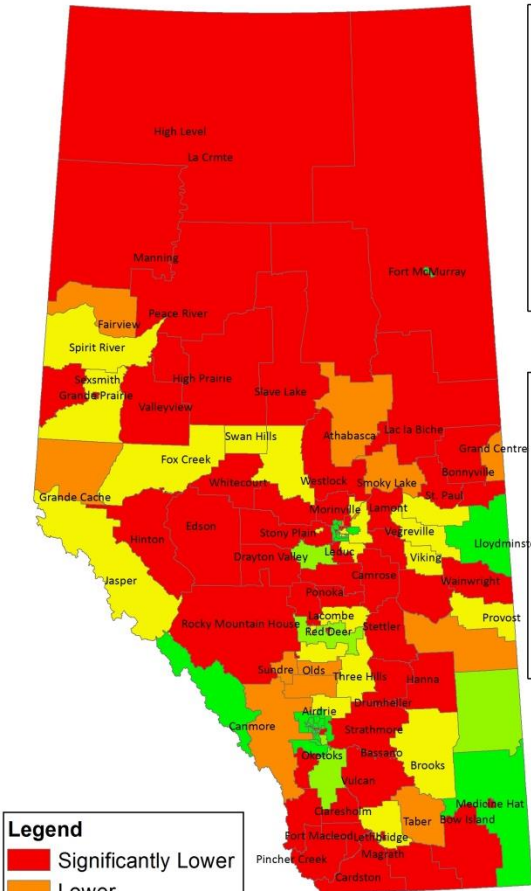 High Level
La Crmte
Manning
Fort McMurray
Peace River
Fairview
Spirit River
Sexsmith
High Prairie
Grande Prairie
Slave Lake
Valleyview
Lac la Biche
Swan Hills
Athabasca
Grand Centre
Fox Creek
Bonnyville
Whitecourt
Westlock
Smoky Lake
Grande Cache
St. Paul
Morinville
Lamont
Edson
Stony Plain
Vegreville
Hinton
Lloydminst
Leduc
Drayton Valley
Viking
Jasper
Camrose
Wainwright
Ponoka
Lacombe
Provost
Rocky Mountain House
Red Deer
Stettler
Sundre
Olds
Three Hills
Hanna
Drumheller
Airdrie
Canmore
Strathmore
Okotoks
Bassano
Brooks
Vulcan
Medicine Hat
Claresholm
Taber
Bow Island
Fort Macleod
Lethbridge
Magrath
Pincher Creek
Cardston
Legend
Significantly Lower
Lower